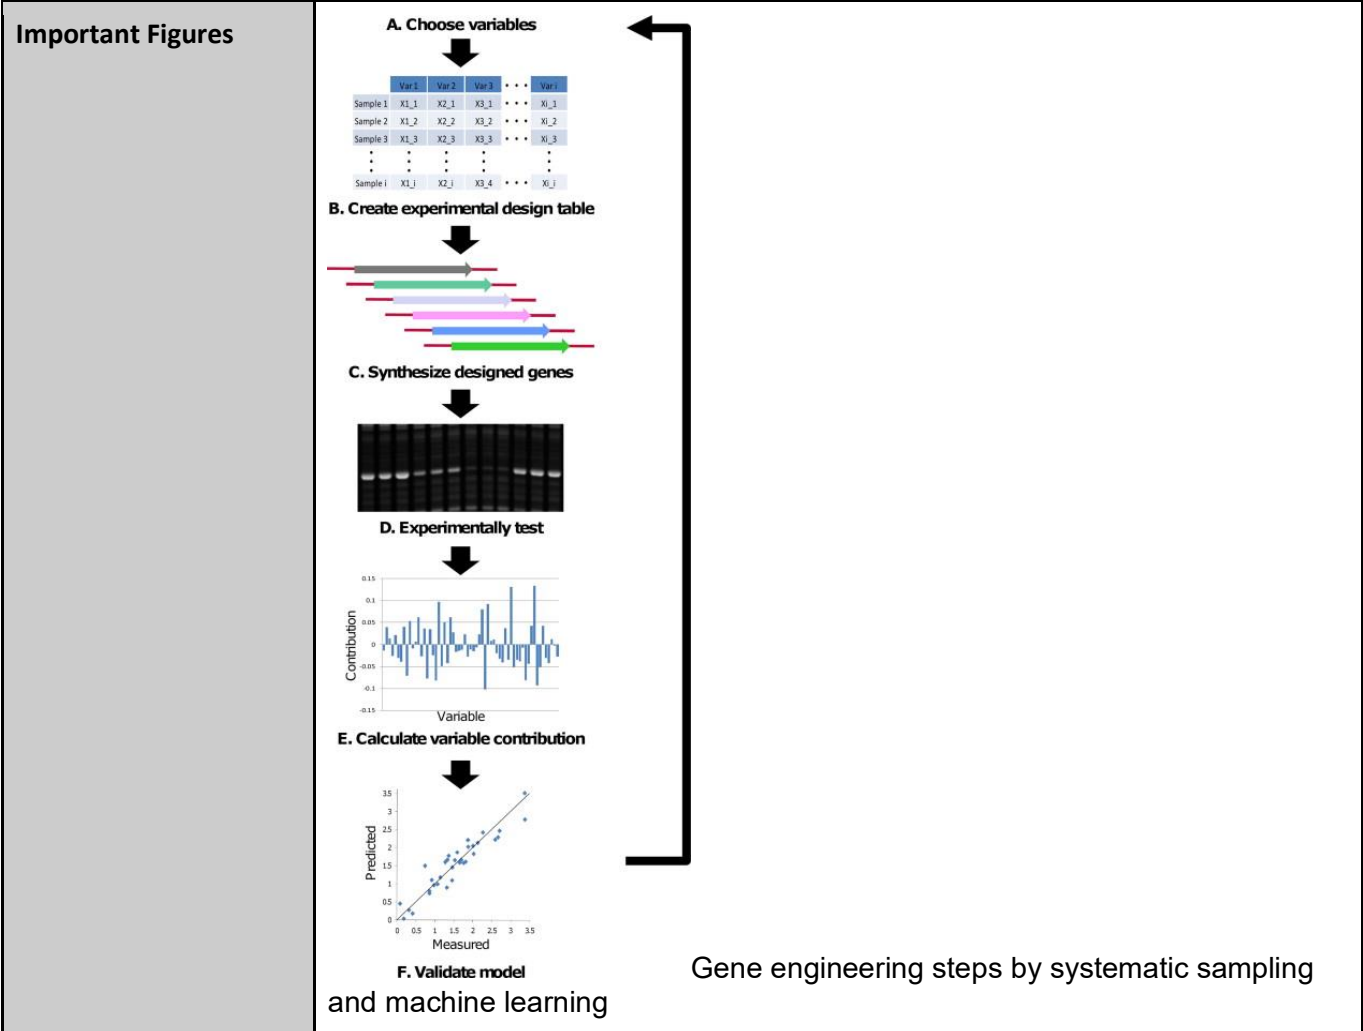 Important Figures
A. Choose variables
Var 1 Var 2 Var 3 • • • Var i
Sample 1 X1_1 X2_1 X3_1 • • • Xi_1
Sample 2 X1_2 X2_2 X3_2 • • • Xi_2
Sample 3 X1_3 X2_3 X3_3 • • • Xi_3
Sample i X1_i X2_i X3_4 • • • Xi_i
B. Create experimental design table
C. Synthesize designed genes
D. Experimentally test
0.15
0.1
0.05
0
-0.05
-0.1
-0.15
Contribution
Variable
E. Calculate variable contribution
3.5
3
2.5
2
1.5
1
0.5
0
Predicted
0 0.5 1 1.5 2 2.5 3 3.5
Measured
F. Validate model
Gene engineering steps by systematic sampling
and machine learning